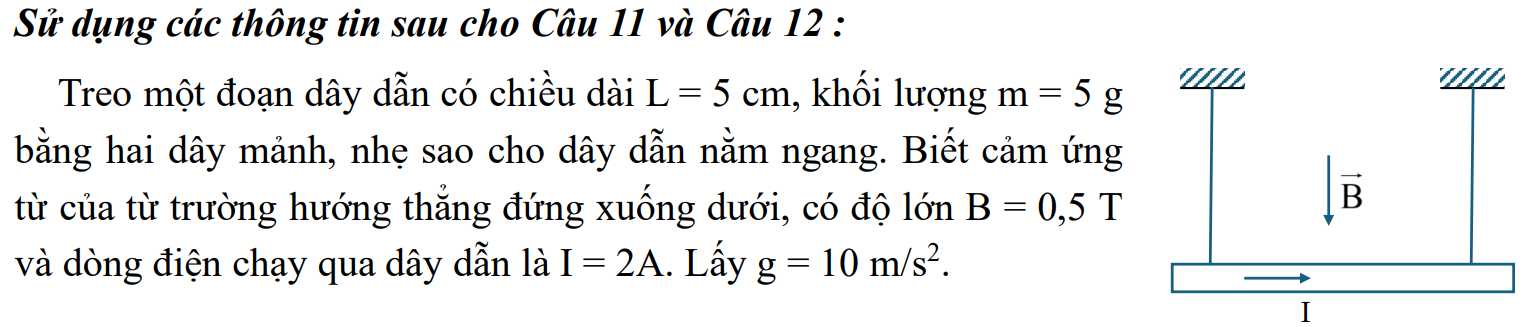 Sử dụng các thông tin sau cho Câu 11 và Câu 12 :
Treo một đoạn dây dẫn có chiều dài L = 5 cm, khối lượng m = 5 g
bằng hai dây mảnh, nhẹ sao cho dây dẫn nằm ngang. Biết cảm ứng
từ của từ trường hướng thẳng đứng xuống dưới, có độ lớn B = 0,5 T
và dòng điện chạy qua dây dẫn là I = 2A. Lấy g = 10 m/s².
B⃗
I